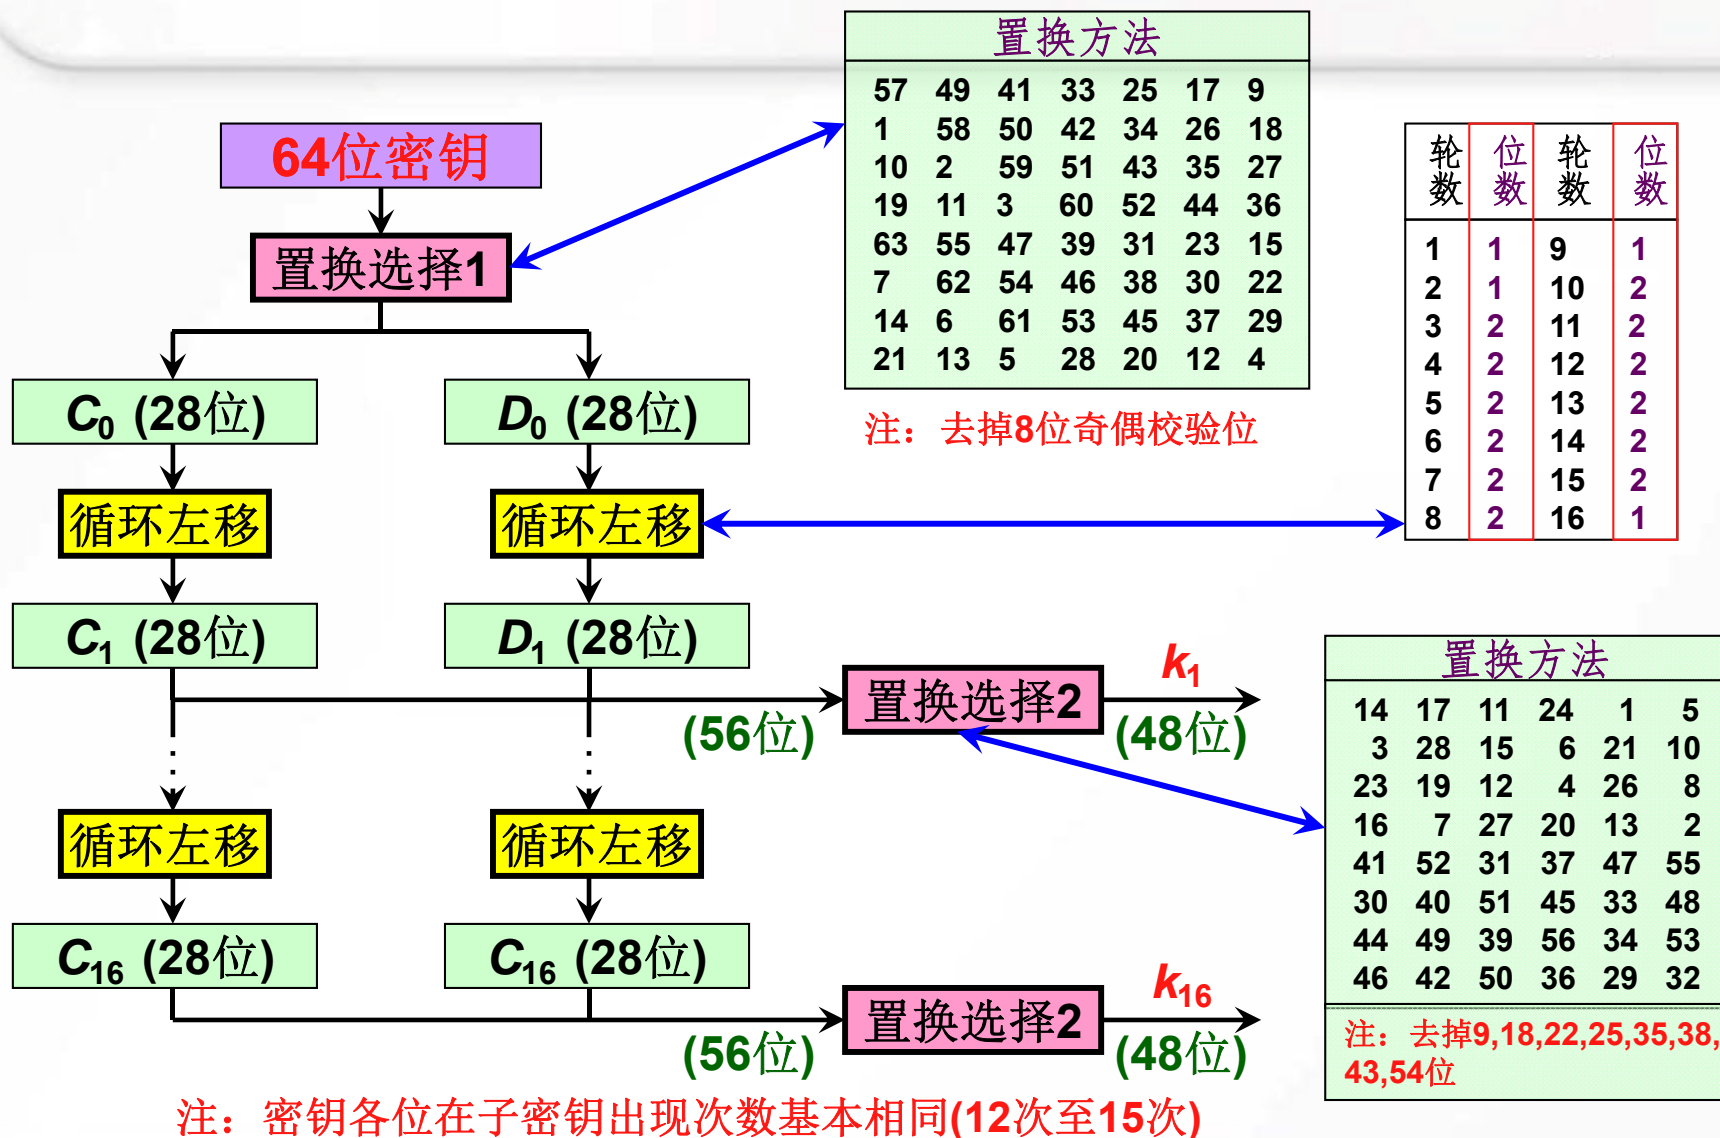 置换方法
57 49 41 33 25 17 9
1 58 50 42 34 26 18
10 2 59 51 43 35 27
19 11 3 60 52 44 36
63 55 47 39 31 23 15
7 62 54 46 38 30 22
14 6 61 53 45 37 29
21 13 5 28 20 12 4
注：去掉8位奇偶校验位
64位密钥
置换选择1
C0 (28位)
D0 (28位)
循环左移
循环左移
轮数 位数 轮数 位数
1 1 9 1
2 1 10 2
3 2 11 2
4 2 12 2
5 2 13 2
6 2 14 2
7 2 15 2
8 2 16 1
C1 (28位)
D1 (28位)
(56位)
置换选择2
k1
(48位)
置换方法
14 17 11 24 1 5
3 28 15 6 21 10
23 19 12 4 26 8
16 7 27 20 13 2
41 52 31 37 47 55
30 40 51 45 33 48
44 49 39 56 34 53
46 42 50 36 29 32
注：去掉9,18,22,25,35,38,
43,54位
循环左移
循环左移
C16 (28位)
C16 (28位)
(56位)
置换选择2
k16
(48位)
注：密钥各位在子密钥出现次数基本相同(12次至15次)